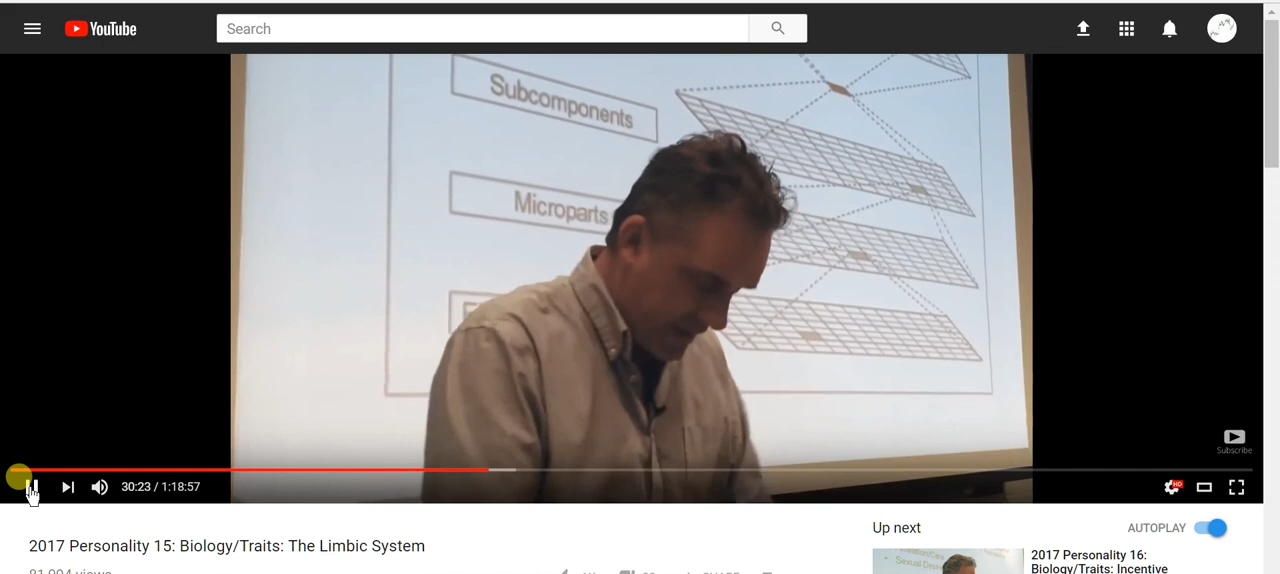 YouTube
Search
Subcomponents
Microparts
Subscribe
30:23 / 1:18:57
HD
2017 Personality 15: Biology/Traits: The Limbic System
Up next
AUTOPLAY
2017 Personality 16:
Biology/Traits: Incentive